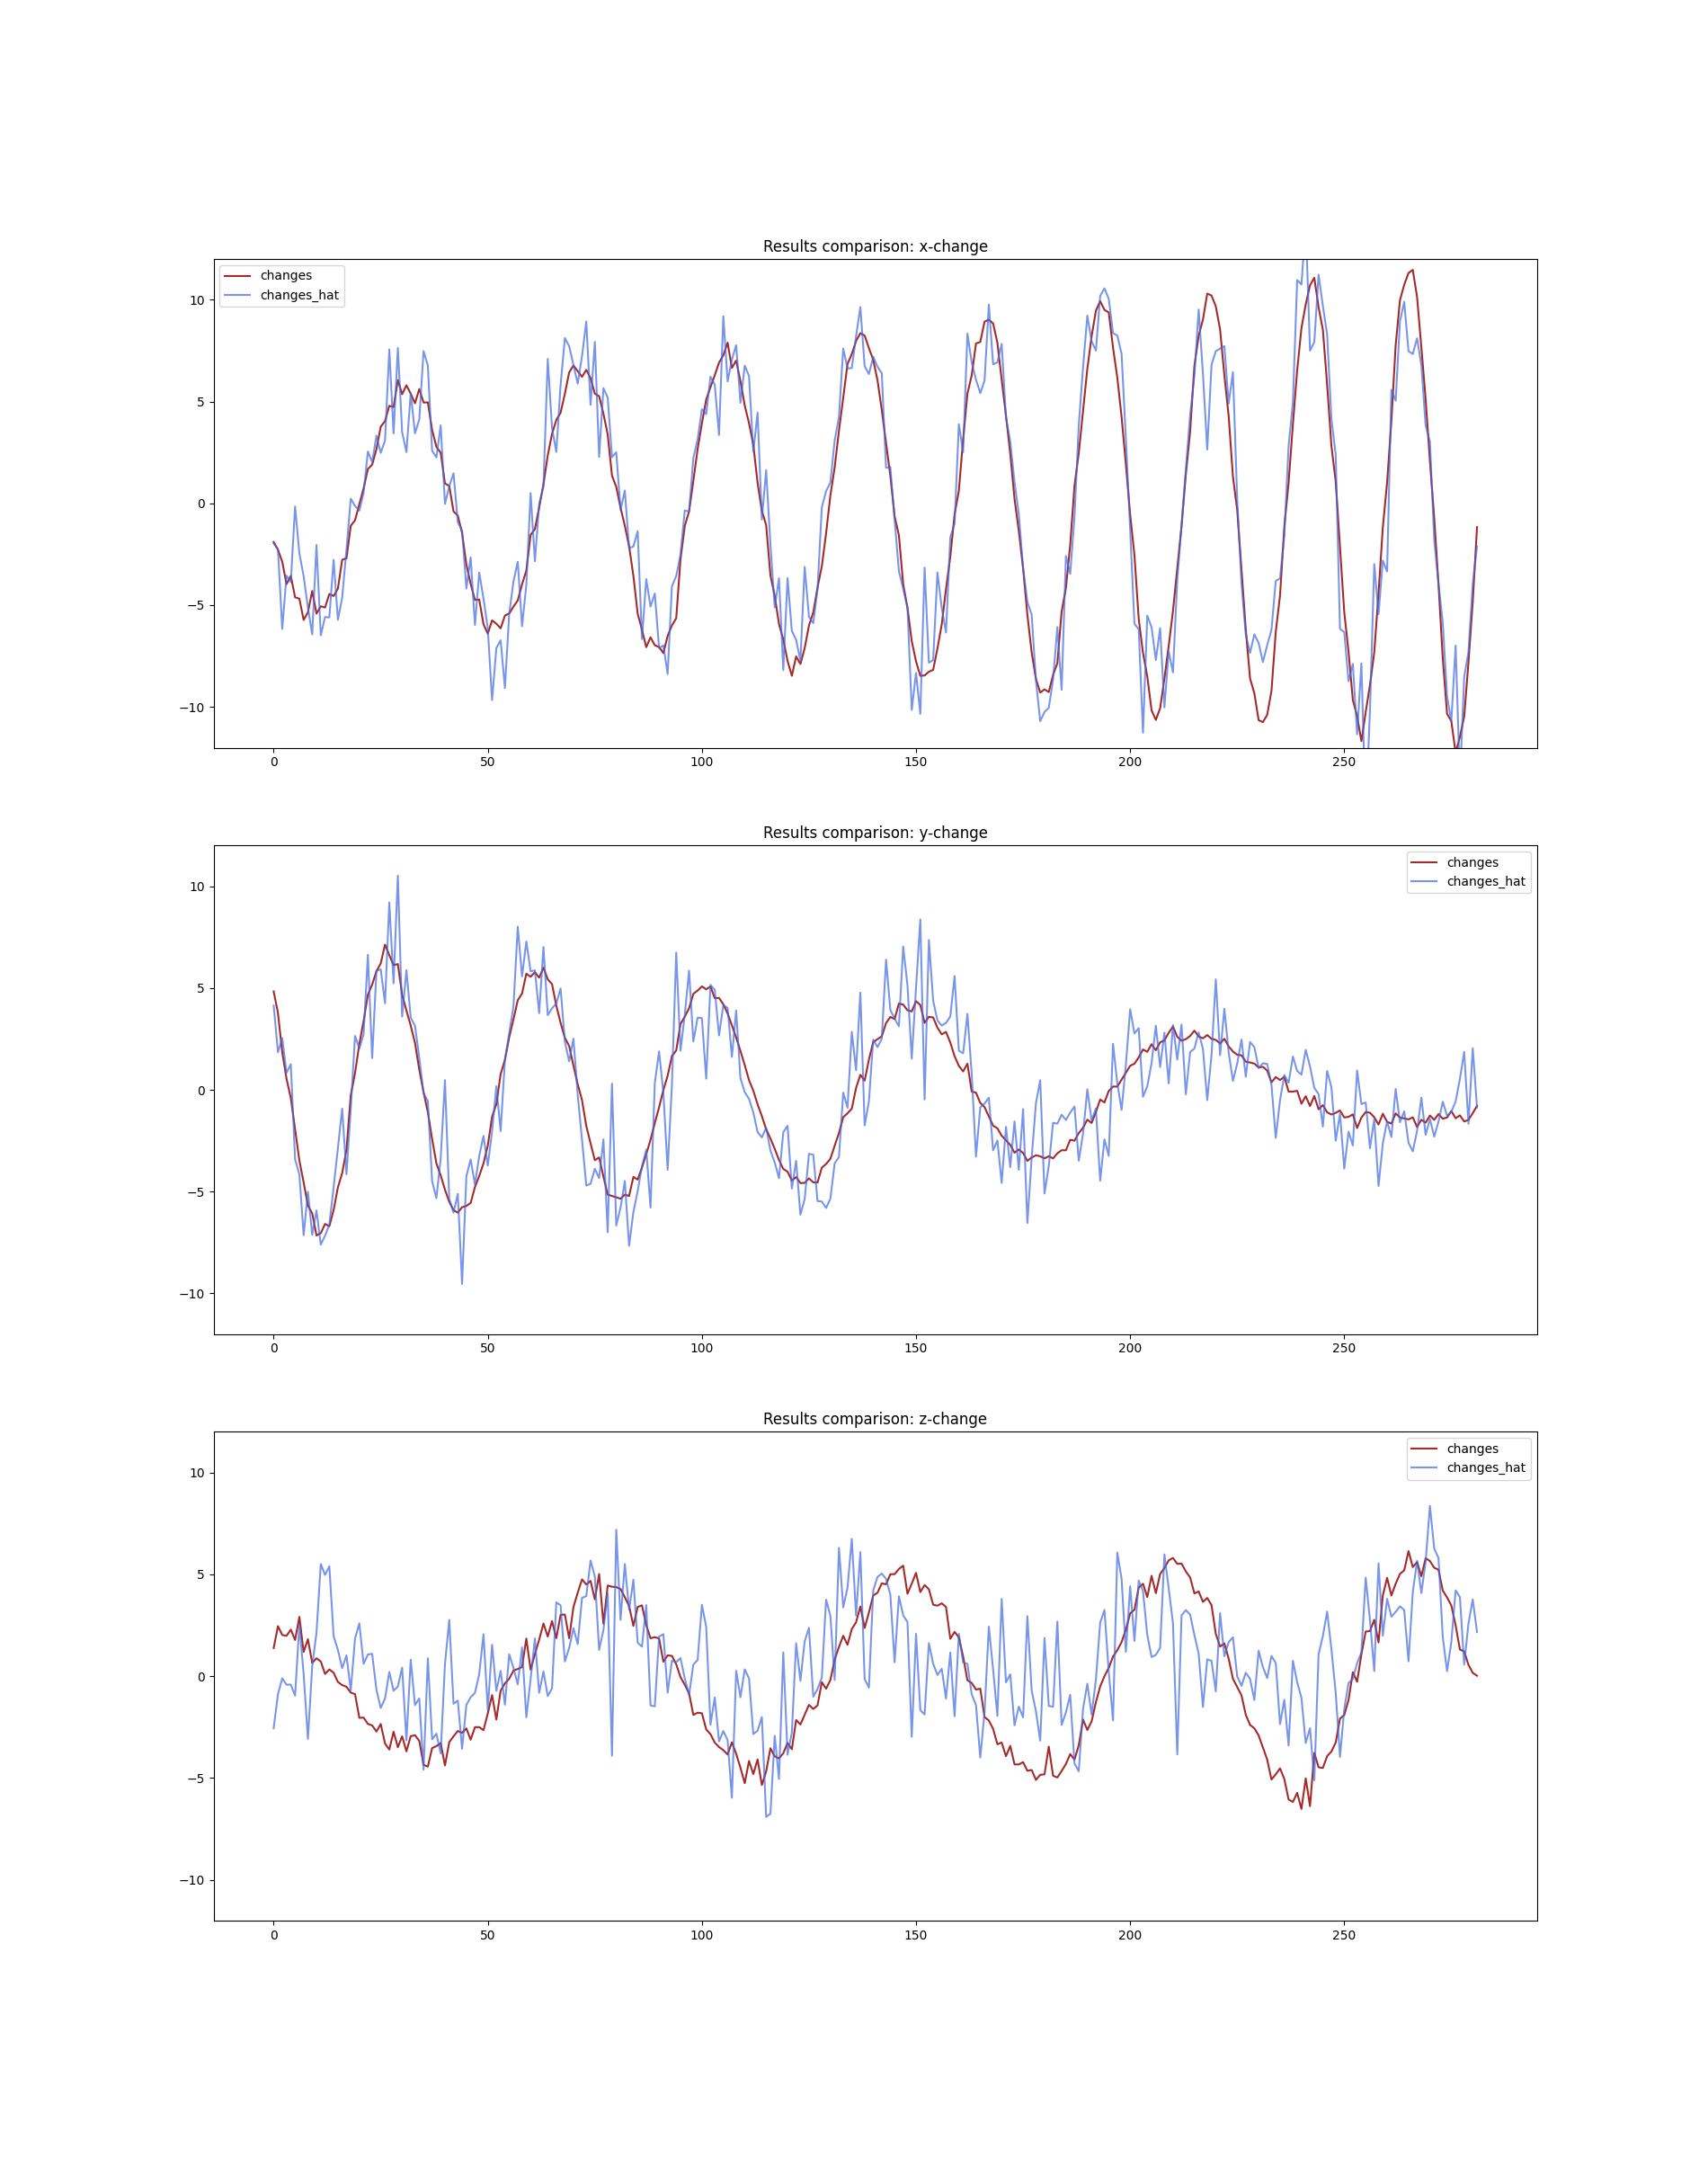 Results comparison: x-change
changes
changes_hat
10
5
0
−5
−10
0 50 100 150 200 250
Results comparison: y-change
changes
changes_hat
10
5
0
−5
−10
0 50 100 150 200 250
Results comparison: z-change
changes
changes_hat
10
5
0
−5
−10
0 50 100 150 200 250